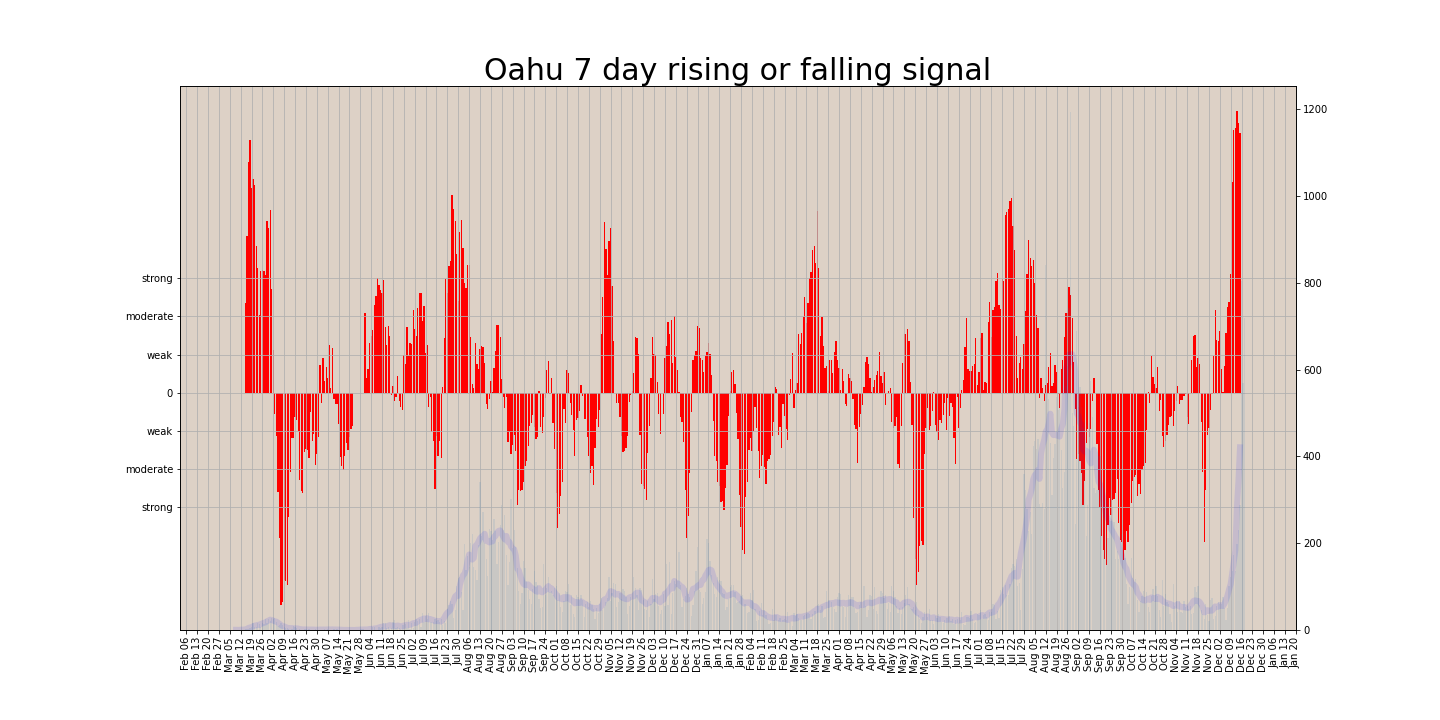 Oahu 7 day rising or falling signal
strong
moderate
weak
0
weak
moderate
strong
1200
1000
800
600
400
200
0
Feb 06
Feb 13
Feb 20
Feb 27
Mar 05
Mar 12
Mar 19
Mar 26
Apr 02
Apr 09
Apr 16
Apr 23
Apr 30
May 07
May 14
May 21
May 28
Jun 04
Jun 11
Jun 18
Jun 25
Jul 02
Jul 09
Jul 16
Jul 23
Jul 30
Aug 06
Aug 13
Aug 20
Aug 27
Sep 03
Sep 10
Sep 17
Sep 24
Oct 01
Oct 08
Oct 15
Oct 22
Oct 29
Nov 05
Nov 12
Nov 19
Nov 26
Dec 03
Dec 10
Dec 17
Dec 24
Dec 31
Jan 07
Jan 14
Jan 21
Jan 28
Feb 04
Feb 11
Feb 18
Feb 25
Mar 04
Mar 11
Mar 18
Mar 25
Apr 01
Apr 08
Apr 15
Apr 22
Apr 29
May 06
May 13
May 20
May 27
Jun 03
Jun 10
Jun 17
Jun 24
Jul 01
Jul 08
Jul 15
Jul 22
Jul 29
Aug 05
Aug 12
Aug 19
Aug 26
Sep 02
Sep 09
Sep 16
Sep 23
Sep 30
Oct 07
Oct 14
Oct 21
Oct 28
Nov 04
Nov 11
Nov 18
Nov 25
Dec 02
Dec 09
Dec 16
Dec 23
Dec 30
Jan 06
Jan 13
Jan 20